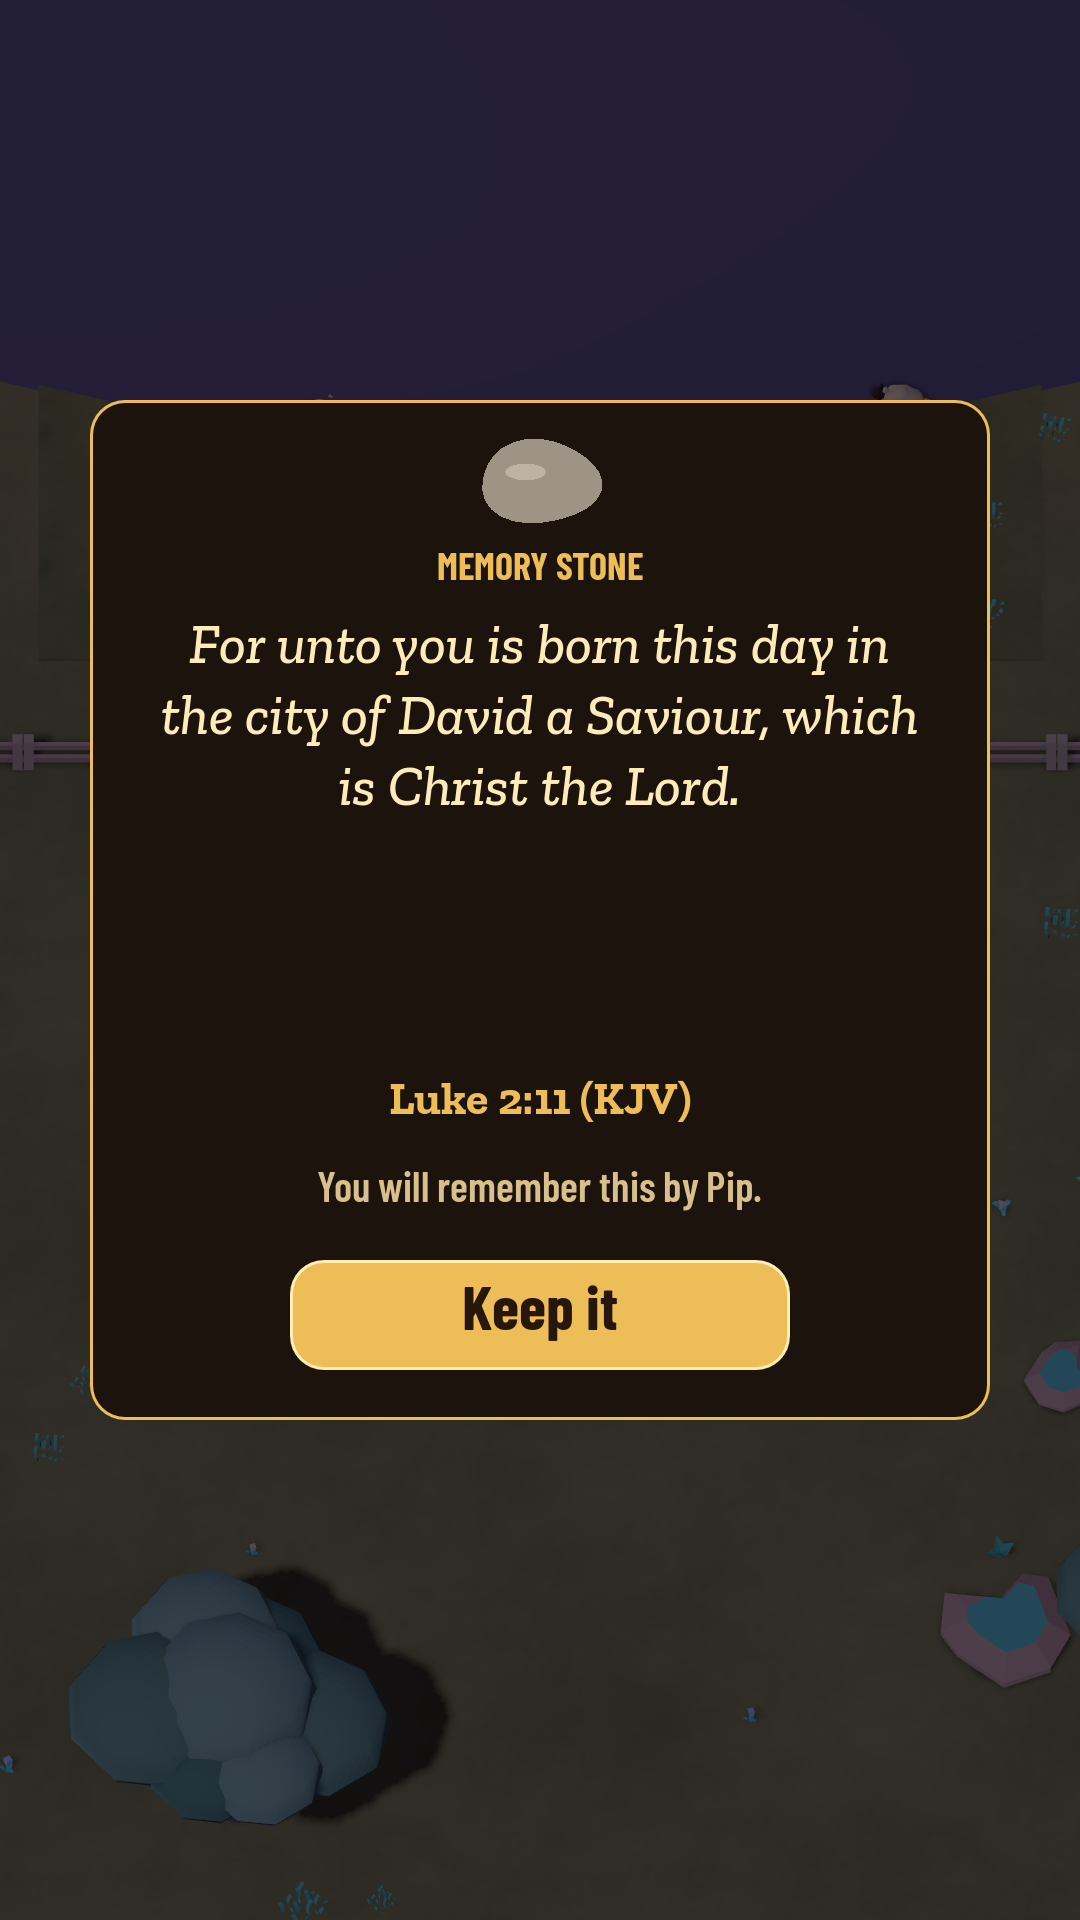 MEMORY STONE
For unto you is born this day in
the city of David a Saviour, which
is Christ the Lord.
Luke 2:11 (KJV)
You will remember this by Pip.
Keep it